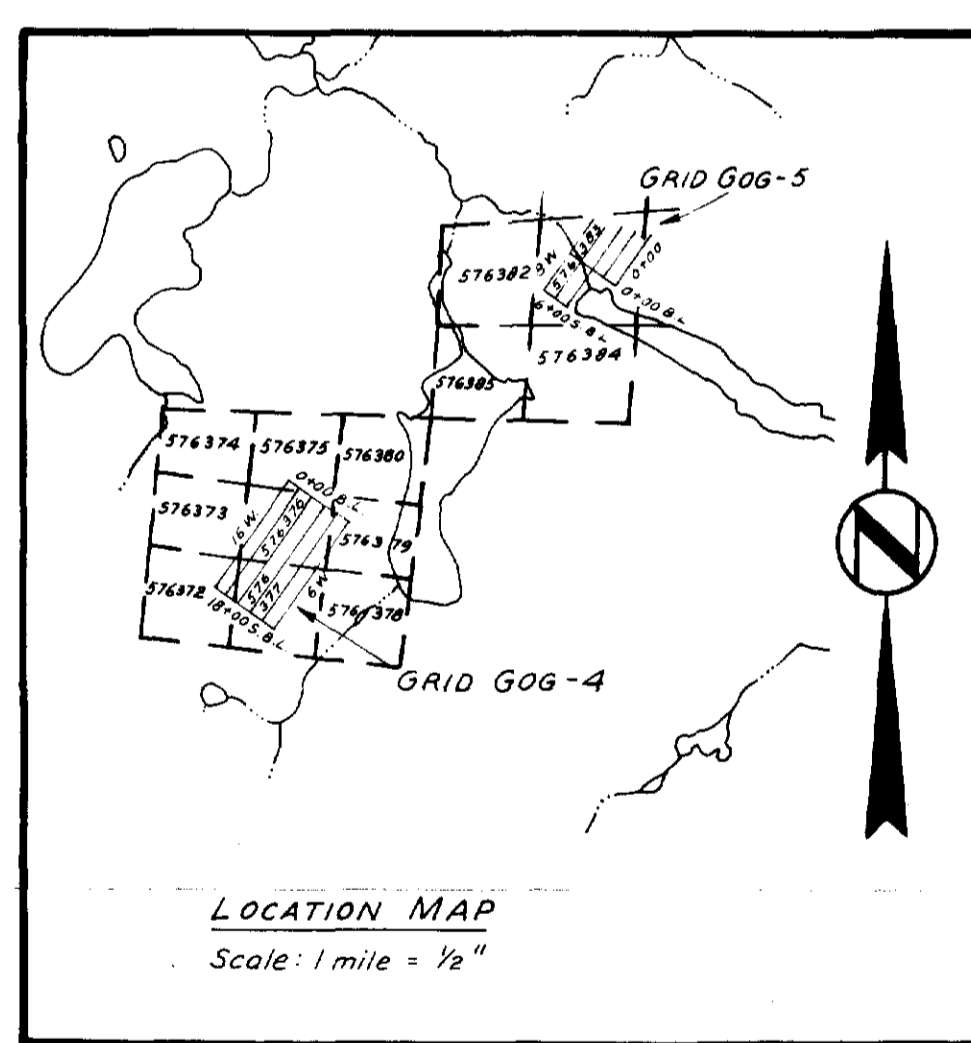 GRID GOG-5
576382
8 W.
576383
0+00
0+00 B.L.
6+00 S. B.L.
576384
576385
576374
576375
576380
0+00 B.L.
576373
16 W.
576376
576379
576
377
6 W.
576372
18+00 S. B.L.
576378
GRID GOG-4
N
LOCATION MAP
Scale: 1 mile = ½"